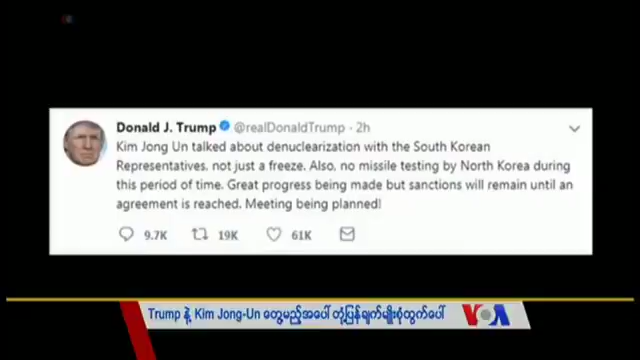 Donald J. Trump @realDonaldTrump · 2h
Kim Jong Un talked about denuclearization with the South Korean
Representatives, not just a freeze. Also, no missile testing by North Korea during
this period of time. Great progress being made but sanctions will remain until an
agreement is reached. Meeting being planned!
9.7K 19K 61K
Trump နဲ့ Kim Jong-Un တွေ့မည့်အပေါ် တုံ့ပြန်ချက်မျိုးစုံထွက်ပေါ် VOA